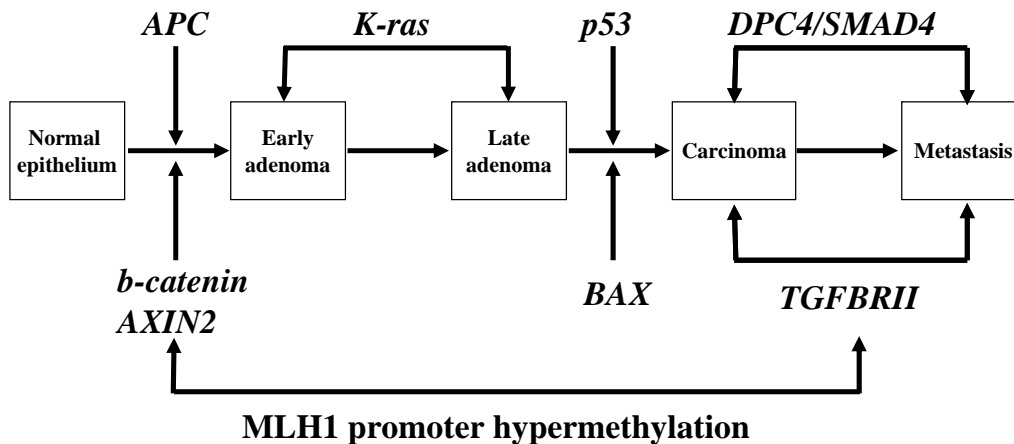 APC
K-ras
p53
DPC4/SMAD4
Normal
epithelium
Early
adenoma
Late
adenoma
Carcinoma
Metastasis
b-catenin
AXIN2
BAX
TGFBRII
MLH1 promoter hypermethylation